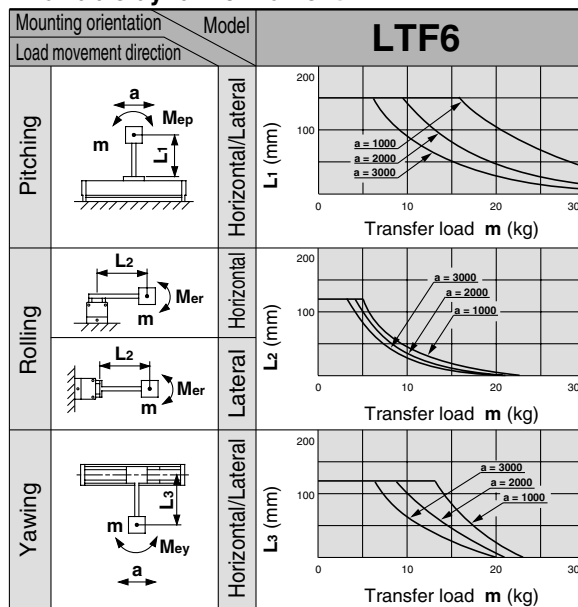 Mounting orientation
Model
Load movement direction
LTF6
Pitching
a
Mep
m
L1
Horizontal/Lateral
L1 (mm)
200
100
a = 1000
a = 2000
a = 3000
0
10
20
30
Transfer load m (kg)
Rolling
L2
Mer
m
Horizontal
L2
Mer
m
Lateral
L2 (mm)
200
100
a = 3000
a = 2000
a = 1000
0
10
20
30
Transfer load m (kg)
Yawing
L3
m
Mey
a
Horizontal/Lateral
L3 (mm)
200
100
a = 3000
a = 2000
a = 1000
0
10
20
30
Transfer load m (kg)